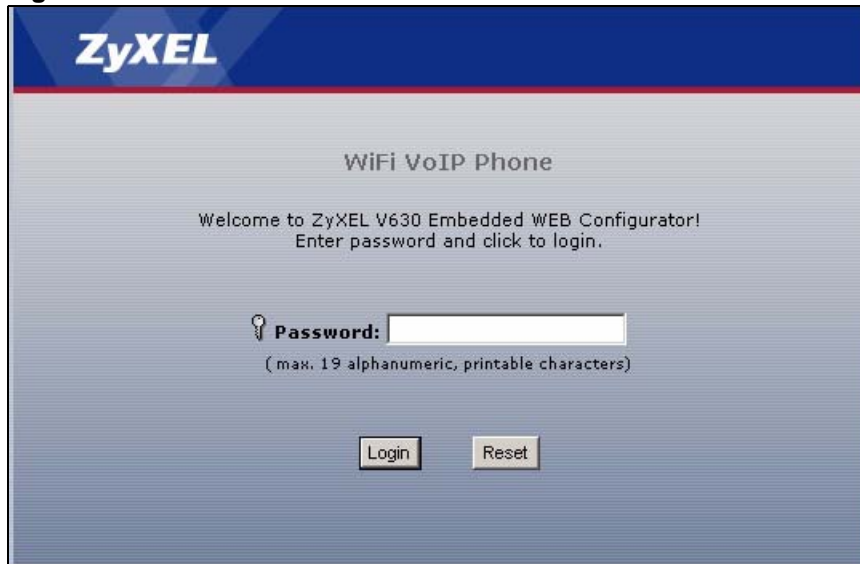 ZyXEL
WiFi VoIP Phone
Welcome to ZyXEL V630 Embedded WEB Configurator!
Enter password and click to login.
Password:
( max. 19 alphanumeric, printable characters)
Login Reset